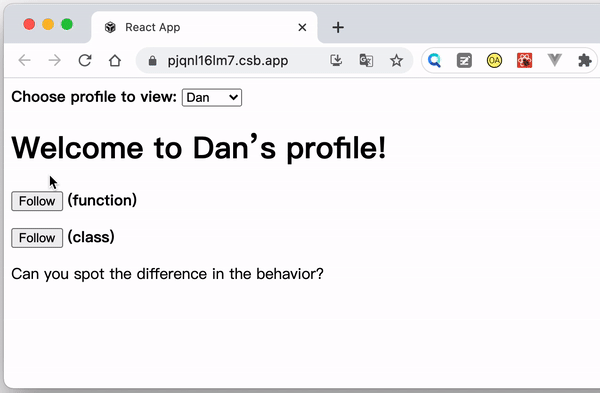 React App
pjqnl16lm7.csb.app
OA
Choose profile to view: Dan
Welcome to Dan’s profile!
Follow (function)
Follow (class)
Can you spot the difference in the behavior?